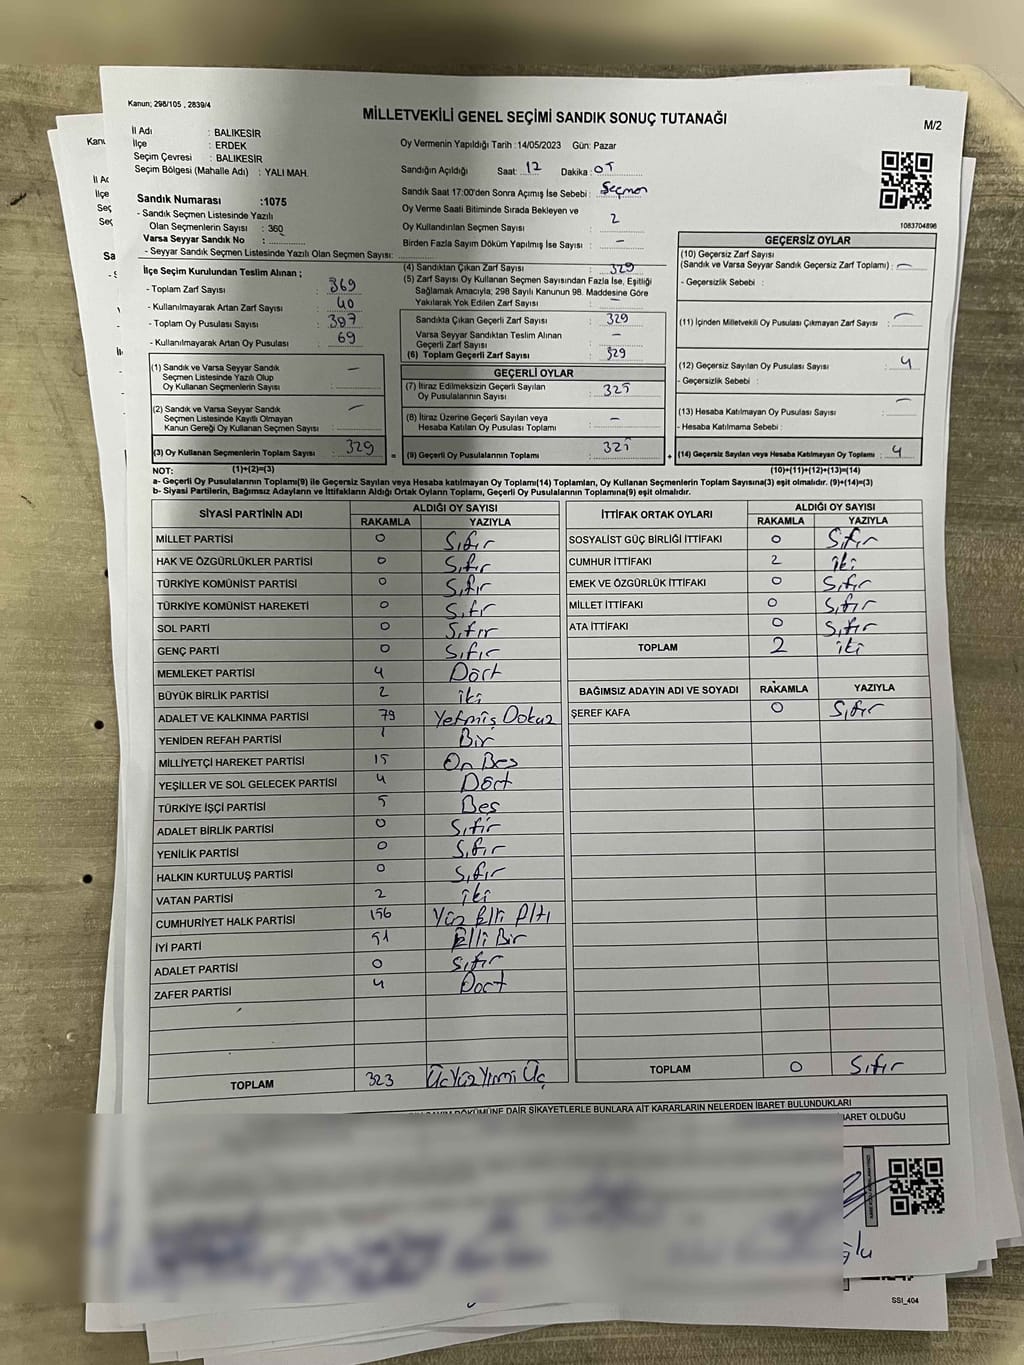 Kanun; 298/105 , 2839/4
MİLLETVEKİLİ GENEL SEÇİMİ SANDIK SONUÇ TUTANAĞI
M/2
İl Adı : BALIKESİR
İlçe : ERDEK
Seçim Çevresi : BALIKESİR
Seçim Bölgesi (Mahalle Adı) : YALI MAH.
Oy Vermenin Yapıldığı Tarih :14/05/2023 Gün: Pazar
Sandığın Açıldığı Saat: 17 Dakika: 05
Sandık Saat 17:00'den Sonra Açımış İse Sebebi : Seçmen
Oy Verme Saati Bitiminde Sırada Bekleyen ve
Oy Kullandırılan Seçmen Sayısı : 2
Birden Fazla Sayım Döküm Yapılmış İse Sayısı : –
1083704896
Sandık Numarası :1075
- Sandık Seçmen Listesinde Yazılı
Olan Seçmenlerin Sayısı : 360
Varsa Seyyar Sandık No :
- Seyyar Sandık Seçmen Listesinde Yazılı Olan Seçmen Sayısı:
İlçe Seçim Kurulundan Teslim Alınan ;
- Toplam Zarf Sayısı : 369
- Kullanılmayarak Artan Zarf Sayısı : 40
- Toplam Oy Pusulası Sayısı : 397
- Kullanılmayarak Artan Oy Pusulası : 69
(1) Sandık ve Varsa Seyyar Sandık
Seçmen Listesinde Yazılı Olup
Oy Kullanan Seçmenlerin Sayısı : –
(2) Sandık ve Varsa Seyyar Sandık
Seçmen Listesinde Kayıtlı Olmayan
Kanun Gereği Oy Kullanan Seçmen Sayısı : –
(3) Oy Kullanan Seçmenlerin Toplam Sayısı : 329
(4) Sandıktan Çıkan Zarf Sayısı : 329
(5) Zarf Sayısı Oy Kullanan Seçmen Sayısından Fazla İse, Eşitliği
Sağlamak Amacıyla; 298 Sayılı Kanunun 98. Maddesine Göre
Yakılarak Yok Edilen Zarf Sayısı : –
Sandıkta Çıkan Geçerli Zarf Sayısı : 329
Varsa Seyyar Sandıktan Teslim Alınan
Geçerli Zarf Sayısı : –
(6) Toplam Geçerli Zarf Sayısı : 329
GEÇERLİ OYLAR
(7) İtiraz Edilmeksizin Geçerli Sayılan
Oy Pusulalarının Sayısı : 325
(8) İtiraz Üzerine Geçerli Sayılan veya
Hesaba Katılan Oy Pusulası Toplamı : –
= (9) Geçerli Oy Pusulalarının Toplamı : 325
GEÇERSİZ OYLAR
(10) Geçersiz Zarf Sayısı
(Sandık ve Varsa Seyyar Sandık Geçersiz Zarf Toplamı) : –
- Geçersizlik Sebebi :
(11) İçinden Milletvekili Oy Pusulası Çıkmayan Zarf Sayısı : –
(12) Geçersiz Sayılan Oy Pusulası Sayısı : 4
- Geçersizlik Sebebi :
(13) Hesaba Katılmayan Oy Pusulası Sayısı : –
- Hesaba Katılmama Sebebi :
+ (14) Geçersiz Sayılan veya Hesaba Katılmayan Oy Toplamı : 4
NOT: (1)+(2)=(3) (10)+(11)+(12)+(13)=(14)
a- Geçerli Oy Pusulalarının Toplamı(9) ile Geçersiz Sayılan veya Hesaba Katılmayan Oy Toplamı(14) Toplamları, Oy Kullanan Seçmenlerin Toplam Sayısına(3) eşit olmalıdır. (9)+(14)=(3)
b- Siyasi Partilerin, Bağımsız Adayların ve İttifakların Aldığı Ortak Oyların Toplamı, Geçerli Oy Pusulalarının Toplamına(9) eşit olmalıdır.
SİYASİ PARTİNİN ADI ALDIĞI OY SAYISI
RAKAMLA YAZIYLA
MİLLET PARTİSİ 0 Sıfır
HAK VE ÖZGÜRLÜKLER PARTİSİ 0 Sıfır
TÜRKİYE KOMÜNİST PARTİSİ 0 Sıfır
TÜRKİYE KOMÜNİST HAREKETİ 0 Sıfır
SOL PARTİ 0 Sıfır
GENÇ PARTİ 0 Sıfır
MEMLEKET PARTİSİ 4 Dört
BÜYÜK BİRLİK PARTİSİ 2 iki
ADALET VE KALKINMA PARTİSİ 79 Yetmiş Dokuz
YENİDEN REFAH PARTİSİ 1 Bir
MİLLİYETÇİ HAREKET PARTİSİ 15 On Beş
YEŞİLLER VE SOL GELECEK PARTİSİ 4 Dört
TÜRKİYE İŞÇİ PARTİSİ 5 Beş
ADALET BİRLİK PARTİSİ 0 Sıfır
YENİLİK PARTİSİ 0 Sıfır
HALKIN KURTULUŞ PARTİSİ 0 Sıfır
VATAN PARTİSİ 2 iki
CUMHURİYET HALK PARTİSİ 156 Yüz Elli Altı
İYİ PARTİ 51 Elli Bir
ADALET PARTİSİ 0 Sıfır
ZAFER PARTİSİ 4 Dört
TOPLAM 323 Üç Yüz Yirmi Üç
İTTİFAK ORTAK OYLARI ALDIĞI OY SAYISI
RAKAMLA YAZIYLA
SOSYALİST GÜÇ BİRLİĞİ İTTİFAKI 0 Sıfır
CUMHUR İTTİFAKI 2 iki
EMEK VE ÖZGÜRLÜK İTTİFAKI 0 Sıfır
MİLLET İTTİFAKI 0 Sıfır
ATA İTTİFAKI 0 Sıfır
TOPLAM 2 iki
BAĞIMSIZ ADAYIN ADI VE SOYADI RAKAMLA YAZIYLA
ŞEREF KAFA 0 Sıfır
TOPLAM 0 Sıfır
DÖKÜMÜNE DAİR ŞİKAYETLERLE BUNLARA AİT KARARLARIN NELERDEN İBARET BULUNDUKLARI
İBARET OLDUĞU
SSI_404